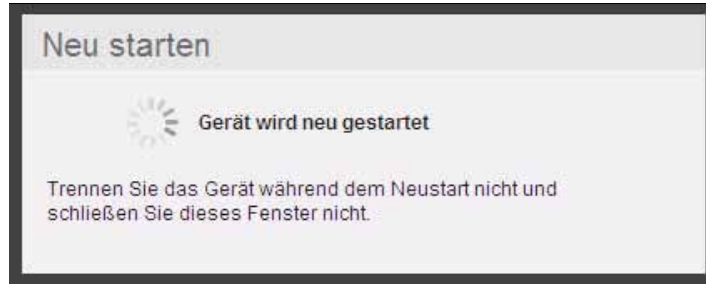 Neu starten
Gerät wird neu gestartet
Trennen Sie das Gerät während dem Neustart nicht und
schließen Sie dieses Fenster nicht.